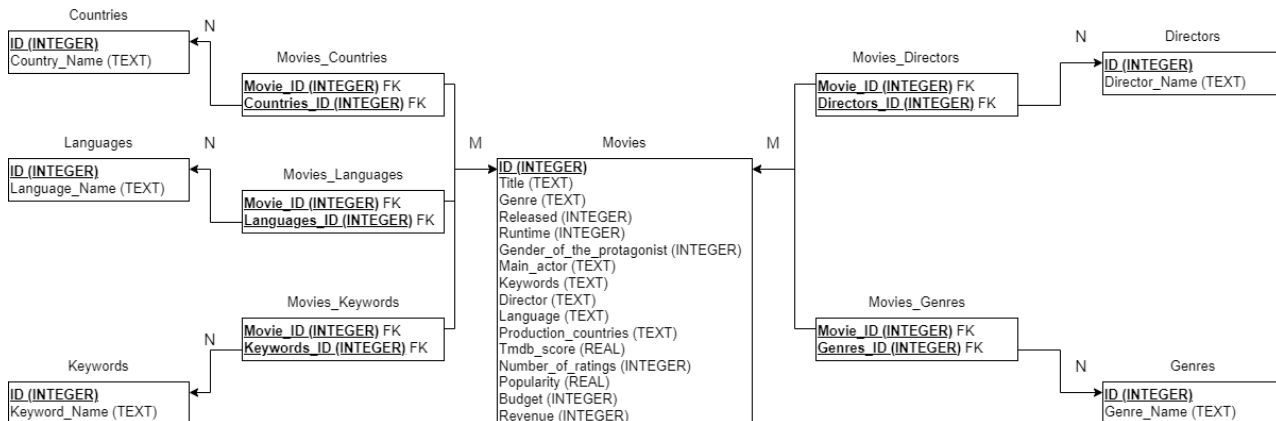 Countries
N
ID (INTEGER)
Country_Name (TEXT)
Movies_Countries
Movie_ID (INTEGER) FK
Countries_ID (INTEGER) FK
Languages
N
ID (INTEGER)
Language_Name (TEXT)
Movies_Languages
Movie_ID (INTEGER) FK
Languages_ID (INTEGER) FK
Movies_Keywords
Movie_ID (INTEGER) FK
Keywords_ID (INTEGER) FK
N
Keywords
ID (INTEGER)
Keyword_Name (TEXT)
M
Movies
M
ID (INTEGER)
Title (TEXT)
Genre (TEXT)
Released (INTEGER)
Runtime (INTEGER)
Gender_of_the_protagonist (INTEGER)
Main_actor (TEXT)
Keywords (TEXT)
Director (TEXT)
Language (TEXT)
Production_countries (TEXT)
Tmdb_score (REAL)
Number_of_ratings (INTEGER)
Popularity (REAL)
Budget (INTEGER)
Revenue (INTEGER)
Movies_Directors
Movie_ID (INTEGER) FK
Directors_ID (INTEGER) FK
N
Directors
ID (INTEGER)
Director_Name (TEXT)
Movies_Genres
Movie_ID (INTEGER) FK
Genres_ID (INTEGER) FK
N
Genres
ID (INTEGER)
Genre_Name (TEXT)